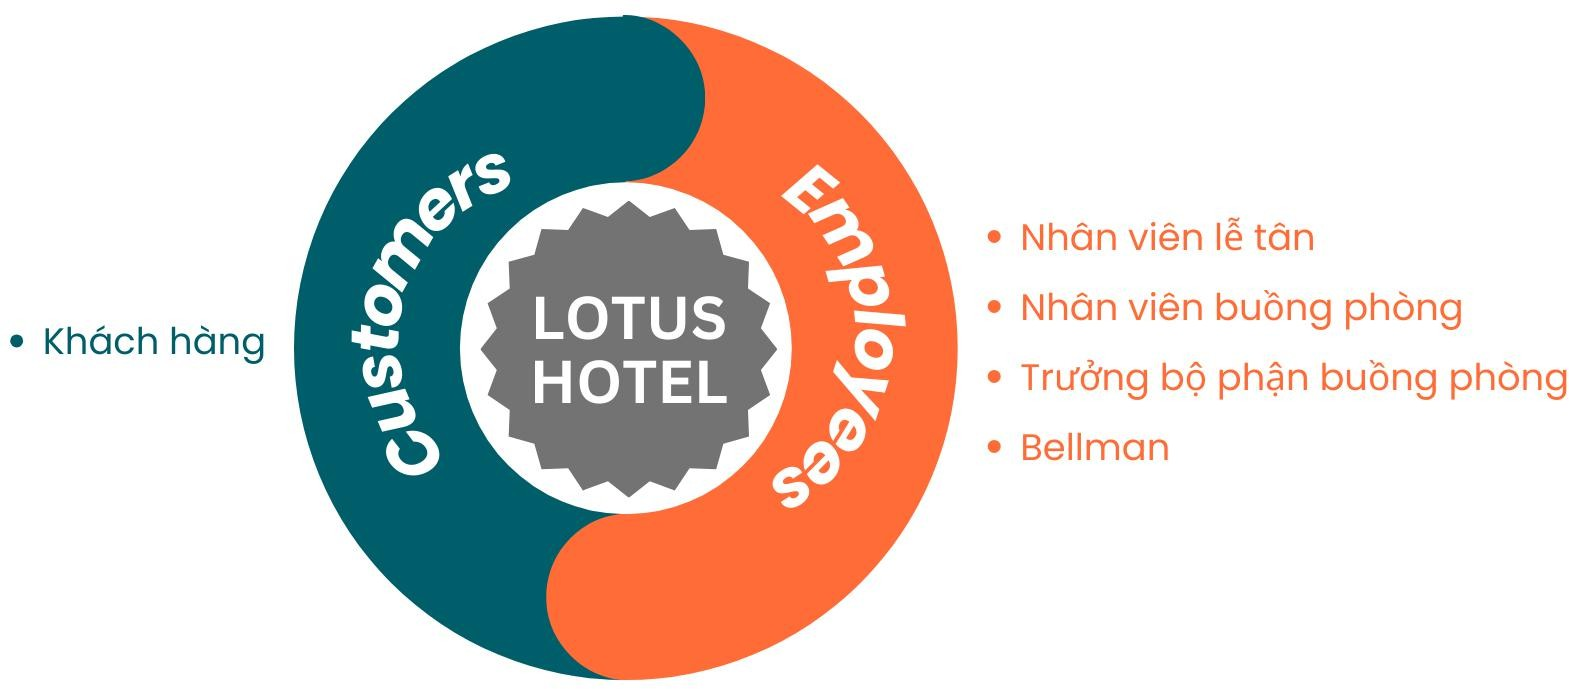 Customers
Employees
LOTUS
HOTEL
• Khách hàng
• Nhân viên lễ tân
• Nhân viên buồng phòng
• Trưởng bộ phận buồng phòng
• Bellman